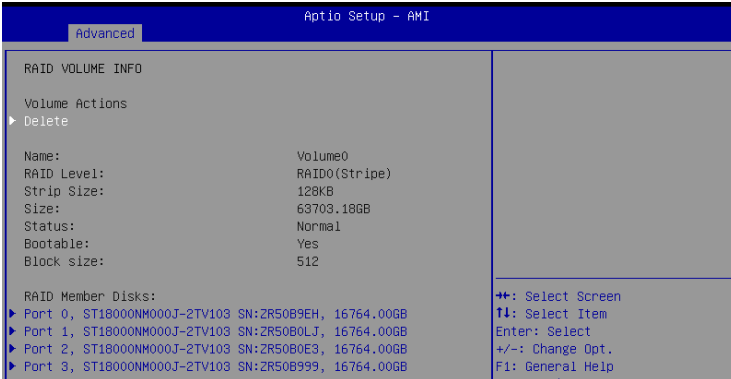 Aptio Setup – AMI
Advanced
RAID VOLUME INFO
Volume Actions
Delete
Name: Volume0
RAID Level: RAID0(Stripe)
Strip Size: 128KB
Size: 63703.18GB
Status: Normal
Bootable: Yes
Block size: 512
RAID Member Disks:
Port 0, ST18000NM000J-2TV103 SN:ZR50B9EH, 16764.00GB
Port 1, ST18000NM000J-2TV103 SN:ZR50B0LJ, 16764.00GB
Port 2, ST18000NM000J-2TV103 SN:ZR50B0E3, 16764.00GB
Port 3, ST18000NM000J-2TV103 SN:ZR50B999, 16764.00GB
→←: Select Screen
↑↓: Select Item
Enter: Select
+/-: Change Opt.
F1: General Help